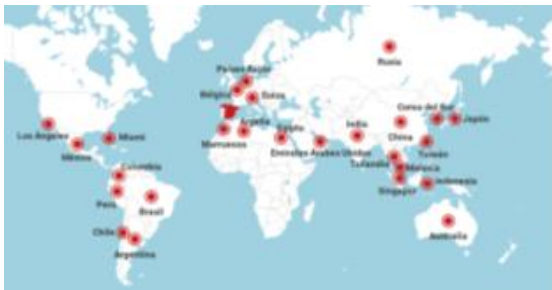 Rusia
Países Bajos
Bélgica
Suiza
Corea del Sur
Japón
Los Angeles
Miami
Argelia
Egipto
India
China
México
Marruecos
Emiratos Árabes Unidos
Taiwán
Tailandia
Malasia
Colombia
Singapur
Indonesia
Perú
Brasil
Chile
Australia
Argentina